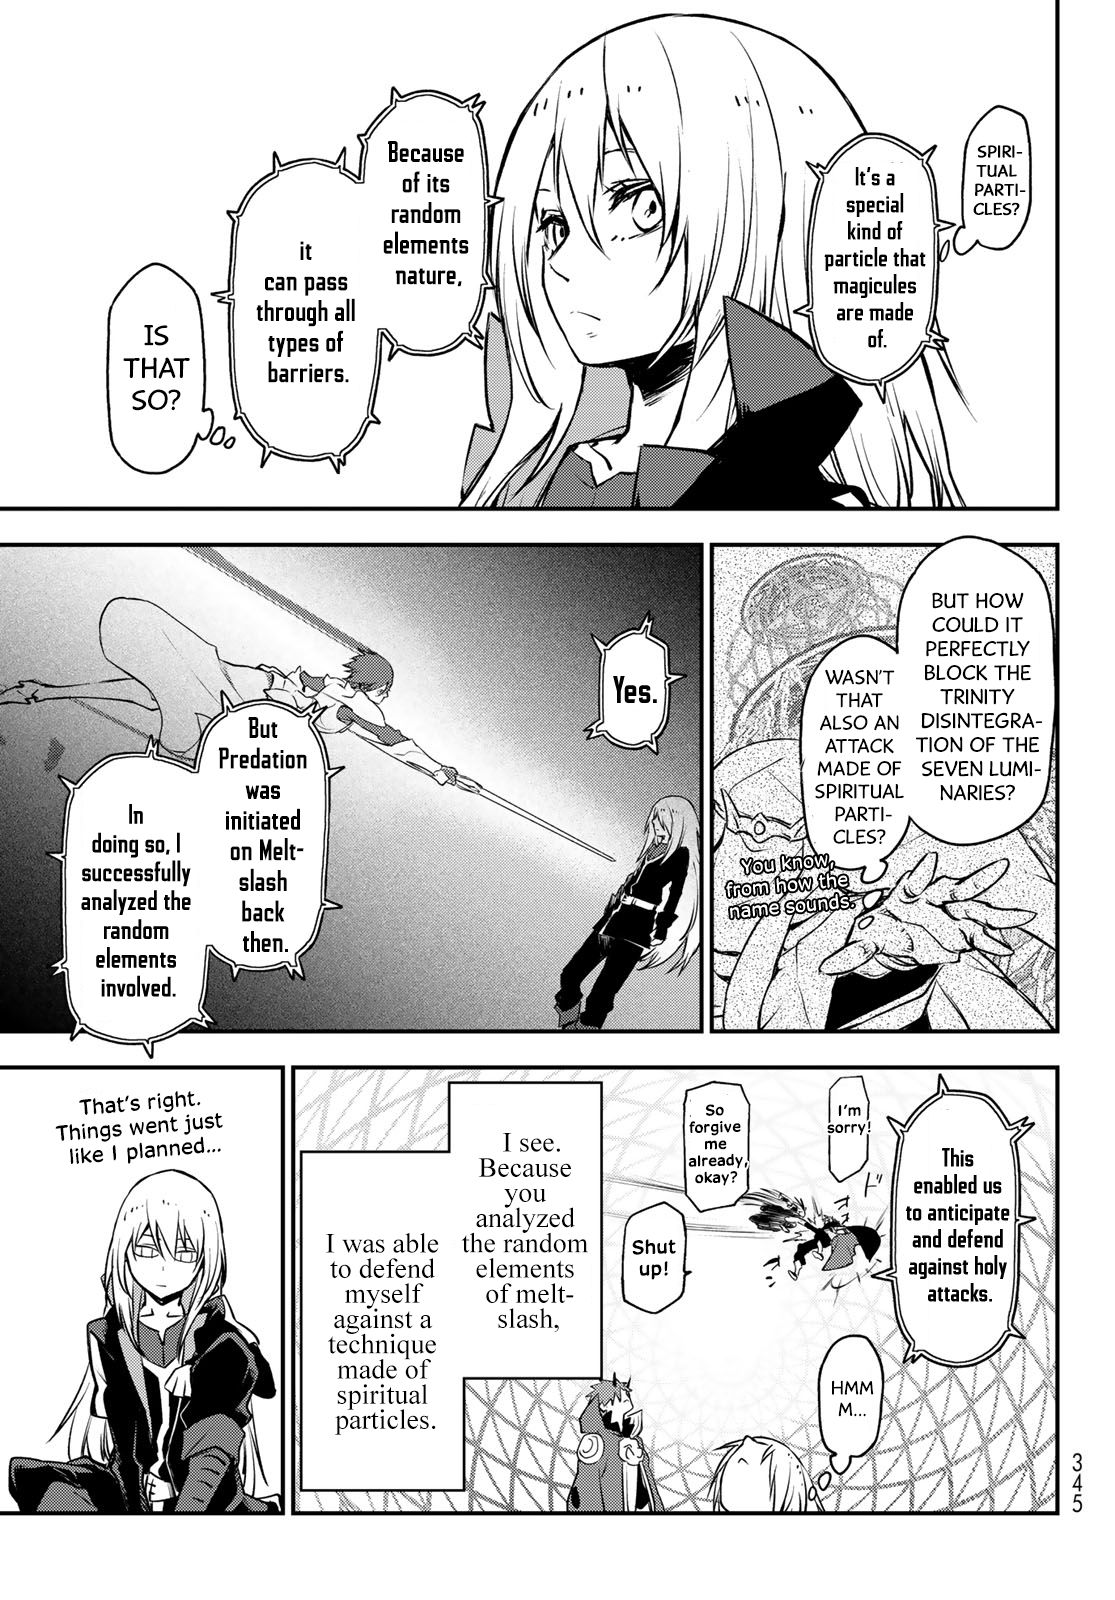 SPIRI-
TUAL
PARTI-
CLES?
It's a
special
kind of
particle that
magicules
are made
of.
Because
of its
random
elements
nature,
it
can pass
through all
types of
barriers.
IS
THAT
SO?
BUT HOW
COULD IT
PERFECTLY
BLOCK THE
TRINITY
DISINTEGRA-
TION OF THE
SEVEN LUMI-
NARIES?
WASN'T
THAT
ALSO AN
ATTACK
MADE OF
SPIRITUAL
PARTI-
CLES?
You know,
from how the
name sounds.
Yes.
But
Predation
was
initiated
on Melt-
slash
back
then.
In
doing so, I
successfully
analyzed the
random
elements
involved.
This
enabled us
to anticipate
and defend
against holy
attacks.
I'm
sorry!
So
forgive
me
already,
okay?
Shut
up!
ド
HMM
M...
I see.
Because
you
analyzed
the random
elements
of melt-
slash,
I was able
to defend
myself
against a
technique
made of
spiritual
particles.
That's right.
Things went just
like I planned...
345